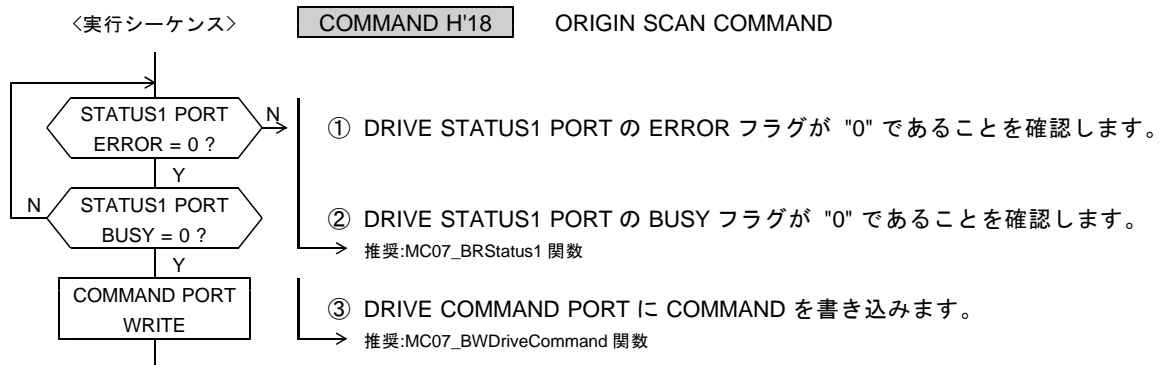 〈実行シーケンス〉 COMMAND H'18 ORIGIN SCAN COMMAND
STATUS1 PORT
ERROR = 0 ?
N
Y
① DRIVE STATUS1 PORT の ERROR フラグが "0" であることを確認します。
STATUS1 PORT
BUSY = 0 ?
N
Y
② DRIVE STATUS1 PORT の BUSY フラグが "0" であることを確認します。
推奨:MC07_BRStatus1 関数
COMMAND PORT
WRITE
③ DRIVE COMMAND PORT に COMMAND を書き込みます。
推奨:MC07_BWDriveCommand 関数